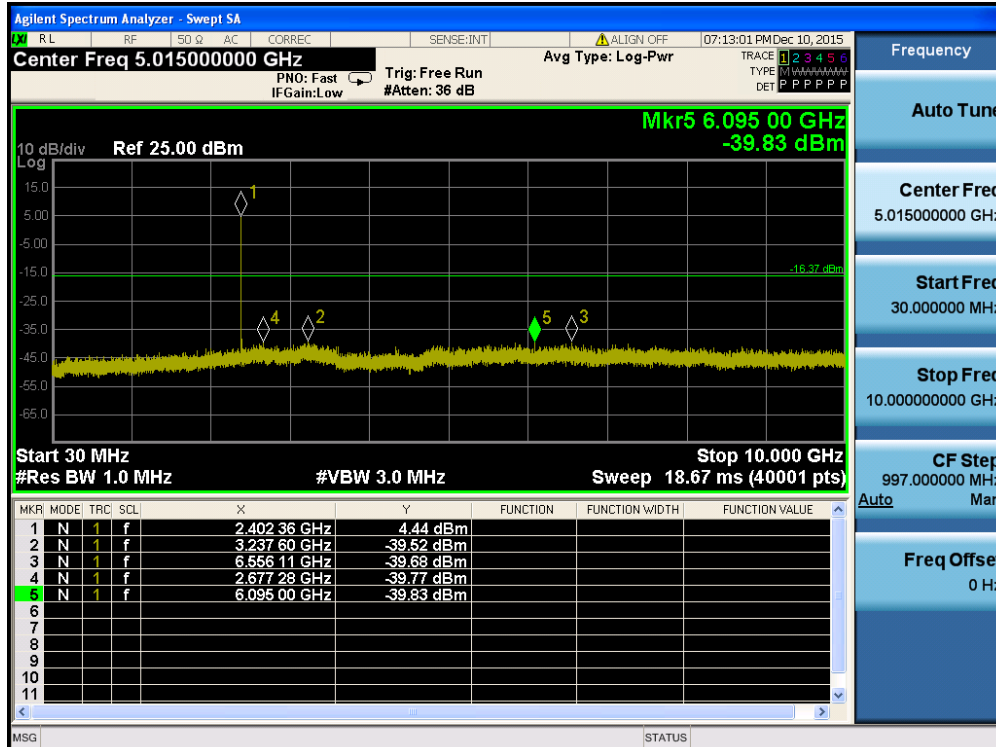 Agilent Spectrum Analyzer - Swept SA
LXI RL RF 50 Ω AC CORREC SENSE:INT ALIGN OFF 07:13:01 PM Dec 10, 2015
Center Freq 5.015000000 GHz
PNO: Fast
IFGain:Low
Trig: Free Run
#Atten: 36 dB
Avg Type: Log-Pwr
TRACE 1 2 3 4 5 6
TYPE M
DET P P P P P P
Mkr5 6.095 00 GHz
-39.83 dBm
10 dB/div Ref 25.00 dBm
Log
15.0
5.00
-5.00
-15.0
-25.0
-35.0
-45.0
-55.0
-65.0
1
-16.37 dBm
4 2 5 3
Start 30 MHz Stop 10.000 GHz
#Res BW 1.0 MHz #VBW 3.0 MHz Sweep 18.67 ms (40001 pts)
MKR MODE TRC SCL X Y FUNCTION FUNCTION WIDTH FUNCTION VALUE
1 N 1 f 2.402 36 GHz 4.44 dBm
2 N 1 f 3.237 60 GHz -39.52 dBm
3 N 1 f 6.556 11 GHz -39.68 dBm
4 N 1 f 2.677 28 GHz -39.77 dBm
5 N 1 f 6.095 00 GHz -39.83 dBm
6
7
8
9
10
11
MSG STATUS
Frequency
Auto Tune
Center Freq
5.015000000 GHz
Start Freq
30.000000 MHz
Stop Freq
10.000000000 GHz
CF Step
997.000000 MHz
Auto Man
Freq Offset
0 Hz